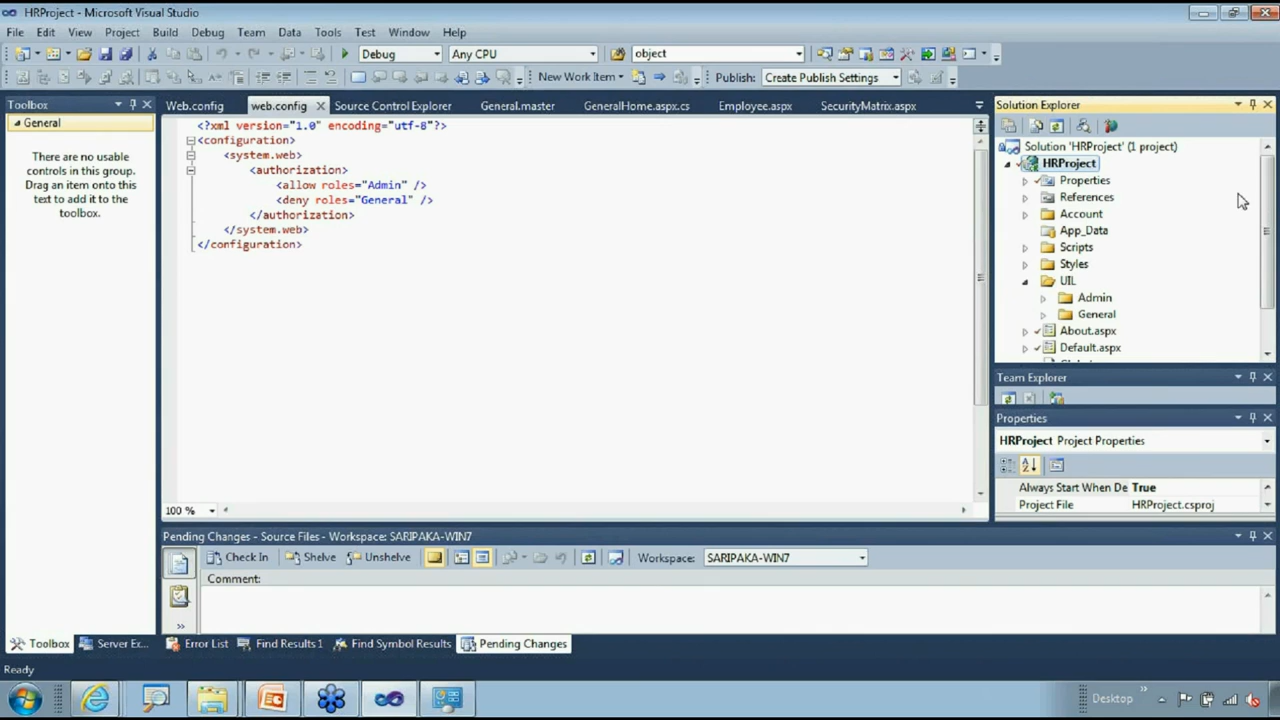 HRProject - Microsoft Visual Studio
File Edit View Project Build Debug Team Data Tools Test Window Help
Debug Any CPU object
New Work Item Publish: Create Publish Settings
Toolbox
General
There are no usable
controls in this group.
Drag an item onto this
text to add it to the
toolbox.
Web.config web.config Source Control Explorer General.master GeneralHome.aspx.cs Employee.aspx SecurityMatrix.aspx
<?xml version="1.0" encoding="utf-8"?>
<configuration>
<system.web>
<authorization>
<allow roles="Admin" />
<deny roles="General" />
</authorization>
</system.web>
</configuration>
100 %
Solution Explorer
Solution 'HRProject' (1 project)
HRProject
Properties
References
Account
App_Data
Scripts
Styles
UIL
Admin
General
About.aspx
Default.aspx
Team Explorer
Properties
HRProject Project Properties
Always Start When De True
Project File HRProject.csproj
Pending Changes - Source Files - Workspace: SARIPAKA-WIN7
Check In Shelve Unshelve Workspace: SARIPAKA-WIN7
Comment:
Toolbox Server Ex... Error List Find Results 1 Find Symbol Results Pending Changes
Ready
Desktop